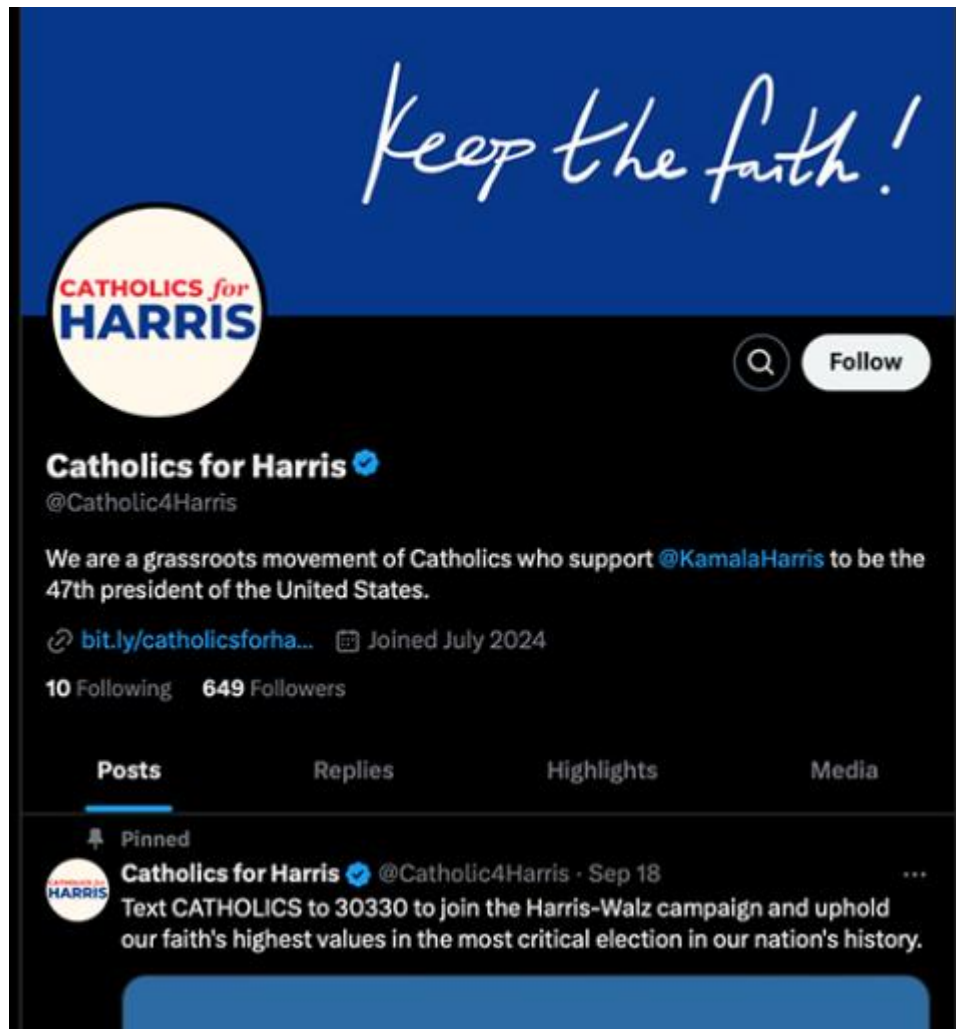 Keep the faith!
CATHOLICS for
HARRIS
Follow
Catholics for Harris
@Catholic4Harris
We are a grassroots movement of Catholics who support @KamalaHarris to be the
47th president of the United States.
bit.ly/catholicsforha... Joined July 2024
10 Following 649 Followers
Posts Replies Highlights Media
Pinned
Catholics for Harris @Catholic4Harris · Sep 18 ...
CATHOLICS for
HARRIS
Text CATHOLICS to 30330 to join the Harris-Walz campaign and uphold
our faith's highest values in the most critical election in our nation's history.